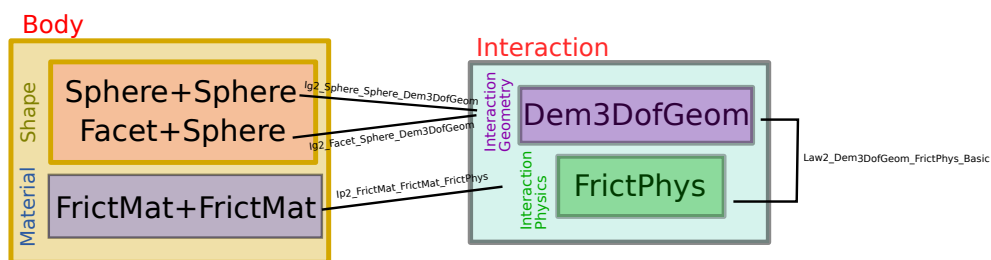 Body
Interaction
Shape
Sphere+Sphere
Facet+Sphere
Ig2_Sphere_Sphere_Dem3DofGeom
Ig2_Facet_Sphere_Dem3DofGeom
Interaction
Geometry
Dem3DofGeom
Law2_Dem3DofGeom_FrictPhys_Basic
Material
FrictMat+FrictMat
Ip2_FrictMat_FrictMat_FrictPhys
Interaction
Physics
FrictPhys